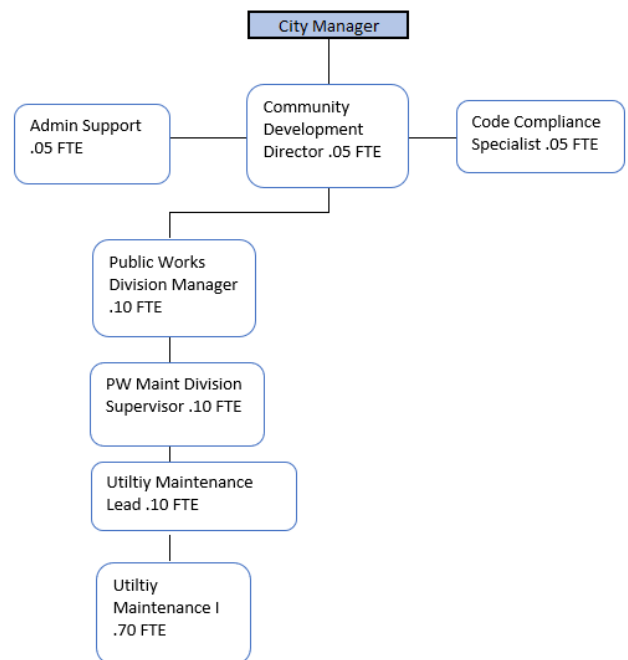 City Manager
Admin Support
.05 FTE
Community
Development
Director .05 FTE
Code Compliance
Specialist .05 FTE
Public Works
Division Manager
.10 FTE
PW Maint Division
Supervisor .10 FTE
Utiltiy Maintenance
Lead .10 FTE
Utiltiy
Maintenance I
.70 FTE